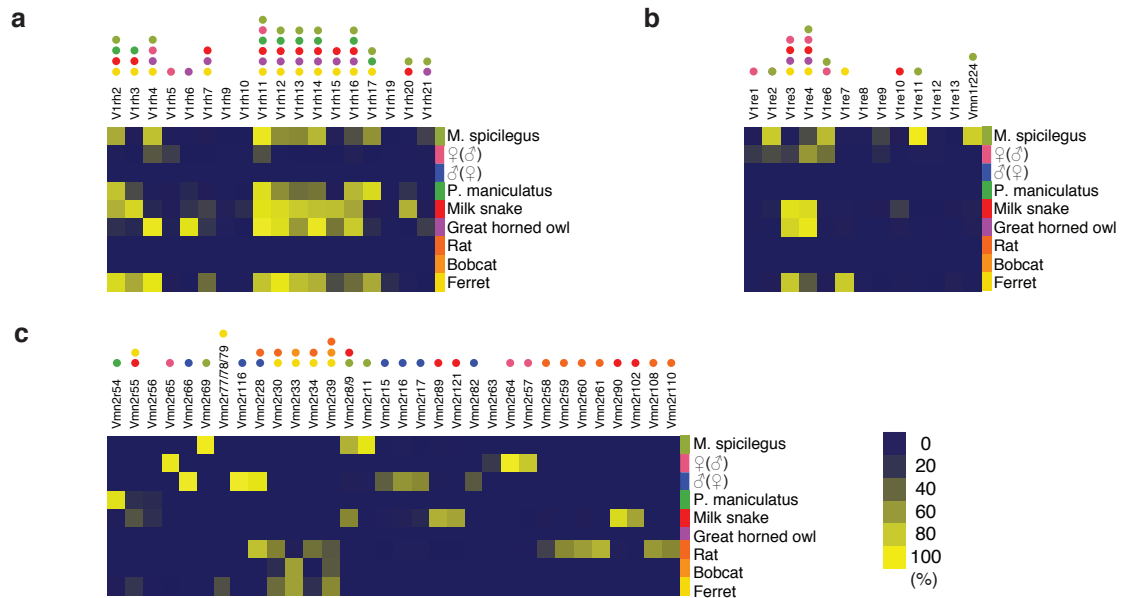 a
V1rh2 V1rh3 V1rh4 V1rh5 V1rh6 V1rh7 V1rh9 V1rh10 V1rh11 V1rh12 V1rh13 V1rh14 V1rh15 V1rh16 V1rh17 V1rh19 V1rh20 V1rh21
M. spicilegus
♀(♂)
♂(♀)
P. maniculatus
Milk snake
Great horned owl
Rat
Bobcat
Ferret
b
V1re1 V1re2 V1re3 V1re4 V1re6 V1re7 V1re8 V1re9 V1re10 V1re11 V1re12 V1re13 Vmn1r224
M. spicilegus
♀(♂)
♂(♀)
P. maniculatus
Milk snake
Great horned owl
Rat
Bobcat
Ferret
c
Vmn2r54 Vmn2r55 Vmn2r56 Vmn2r65 Vmn2r66 Vmn2r69 Vmn2r77/78/79 Vmn2r116 Vmn2r28 Vmn2r30 Vmn2r33 Vmn2r34 Vmn2r39 Vmn2r8/9 Vmn2r11 Vmn2r15 Vmn2r16 Vmn2r17 Vmn2r89 Vmn2r121 Vmn2r82 Vmn2r63 Vmn2r64 Vmn2r57 Vmn2r58 Vmn2r59 Vmn2r60 Vmn2r61 Vmn2r90 Vmn2r102 Vmn2r108 Vmn2r110
M. spicilegus
♀(♂)
♂(♀)
P. maniculatus
Milk snake
Great horned owl
Rat
Bobcat
Ferret
0
20
40
60
80
100
(%)